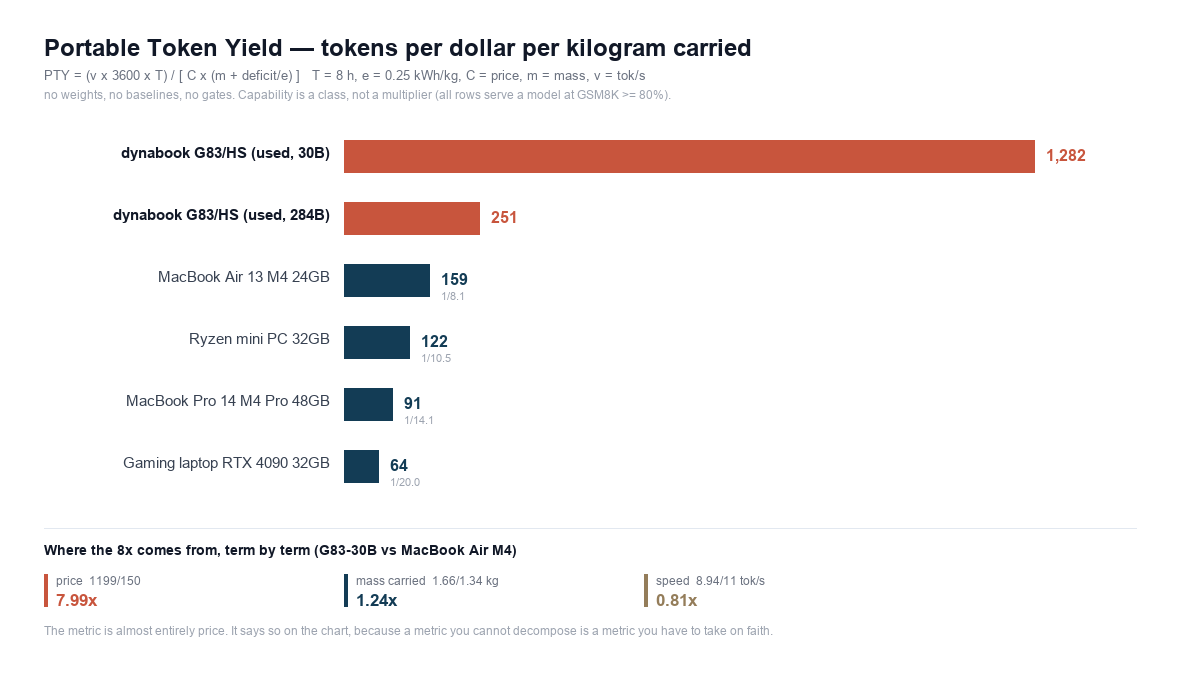 Portable Token Yield — tokens per dollar per kilogram carried
PTY = (v x 3600 x T) / [ C x (m + deficit/e) ]   T = 8 h, e = 0.25 kWh/kg, C = price, m = mass, v = tok/s
no weights, no baselines, no gates. Capability is a class, not a multiplier (all rows serve a model at GSM8K >= 80%).
dynabook G83/HS (used, 30B)
1,282
dynabook G83/HS (used, 284B)
251
MacBook Air 13 M4 24GB
159
1/8.1
Ryzen mini PC 32GB
122
1/10.5
MacBook Pro 14 M4 Pro 48GB
91
1/14.1
Gaming laptop RTX 4090 32GB
64
1/20.0
Where the 8x comes from, term by term (G83-30B vs MacBook Air M4)
price  1199/150
7.99x
mass carried  1.66/1.34 kg
1.24x
speed  8.94/11 tok/s
0.81x
The metric is almost entirely price. It says so on the chart, because a metric you cannot decompose is a metric you have to take on faith.